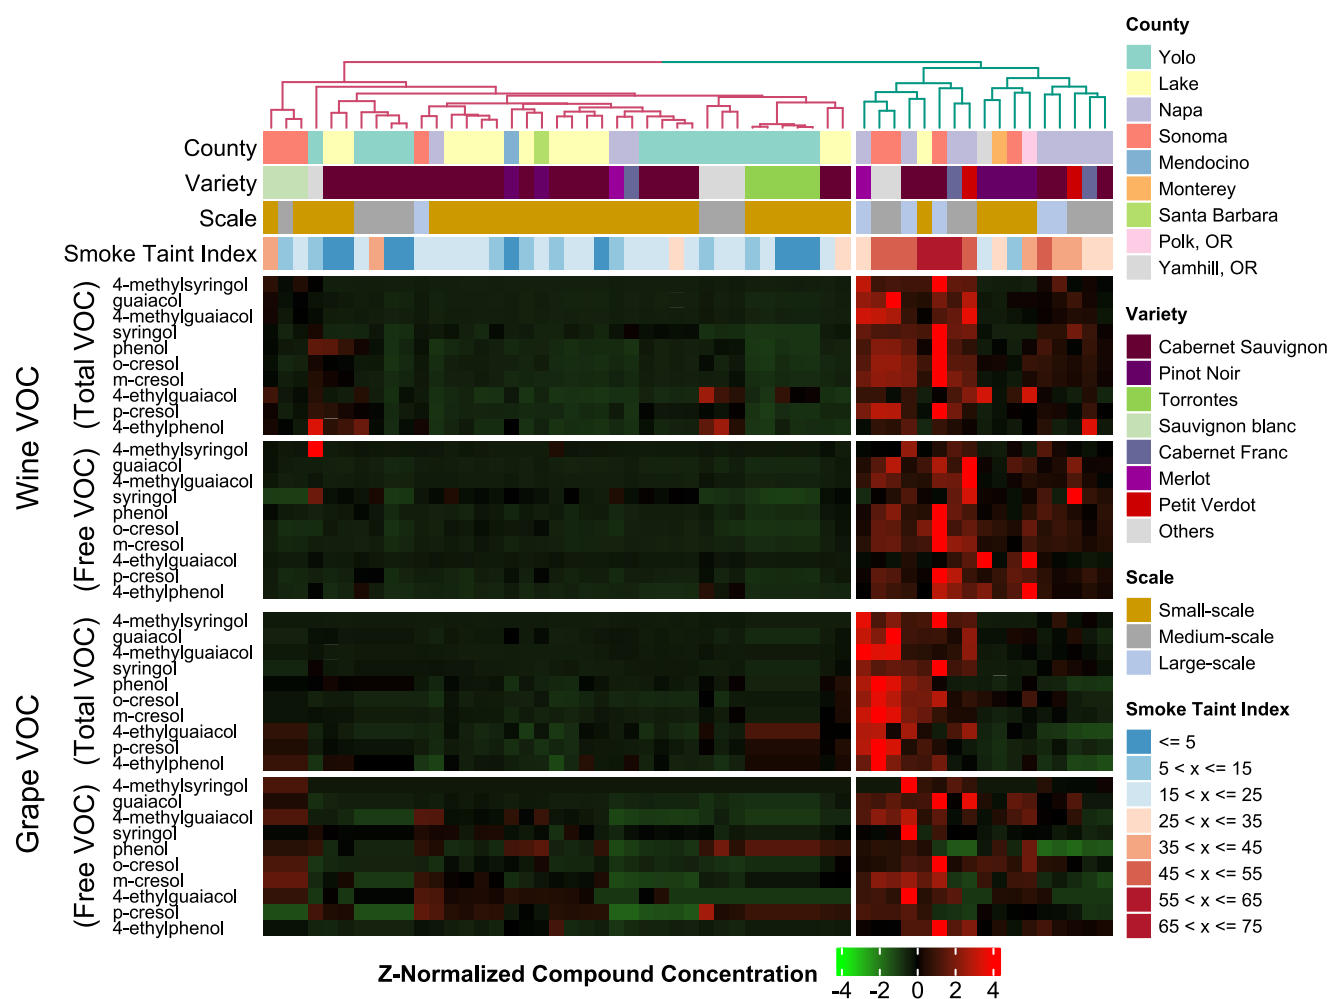 County
Variety
Scale
Smoke Taint Index
Wine VOC
(Total VOC)
4-methylsyringol
guaiacol
4-methylguaiacol
syringol
phenol
o-cresol
m-cresol
4-ethylguaiacol
p-cresol
4-ethylphenol
(Free VOC)
4-methylsyringol
guaiacol
4-methylguaiacol
syringol
phenol
o-cresol
m-cresol
4-ethylguaiacol
p-cresol
4-ethylphenol
Grape VOC
(Total VOC)
4-methylsyringol
guaiacol
4-methylguaiacol
syringol
phenol
o-cresol
m-cresol
4-ethylguaiacol
p-cresol
4-ethylphenol
(Free VOC)
4-methylsyringol
guaiacol
4-methylguaiacol
syringol
phenol
o-cresol
m-cresol
4-ethylguaiacol
p-cresol
4-ethylphenol
Z-Normalized Compound Concentration
-4 -2 0 2 4
County
Yolo
Lake
Napa
Sonoma
Mendocino
Monterey
Santa Barbara
Polk, OR
Yamhill, OR
Variety
Cabernet Sauvignon
Pinot Noir
Torrontes
Sauvignon blanc
Cabernet Franc
Merlot
Petit Verdot
Others
Scale
Small-scale
Medium-scale
Large-scale
Smoke Taint Index
<= 5
5 < x <= 15
15 < x <= 25
25 < x <= 35
35 < x <= 45
45 < x <= 55
55 < x <= 65
65 < x <= 75